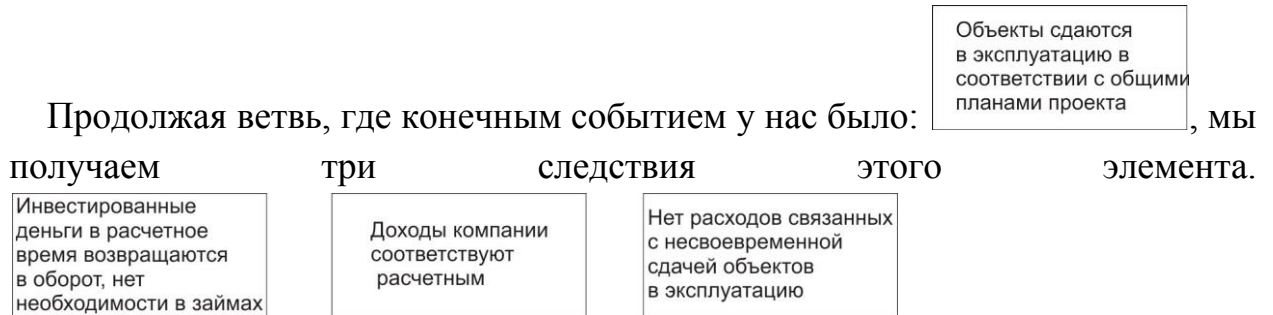 Объекты сдаются
в эксплуатацию в
соответствии с общими
планами проекта
Продолжая ветвь, где конечным событием у нас было: , мы
получаем три следствия этого элемента.
Инвестированные
деньги в расчетное
время возвращаются
в оборот, нет
необходимости в займах
Доходы компании
соответствуют
расчетным
Нет расходов связанных
с несвоевременной
сдачей объектов
в эксплуатацию